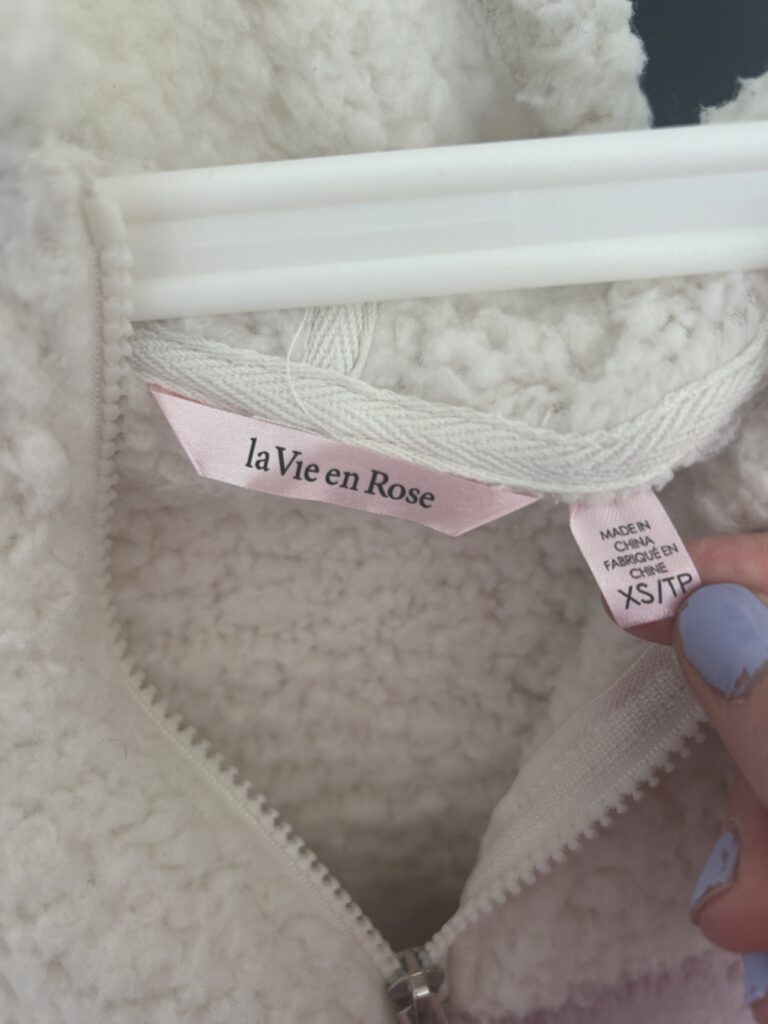 la Vie en Rose
MADE IN
CHINA
FABRIQUÉ EN
CHINE
XS/TP